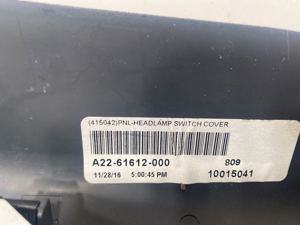 (415042)PNL-HEADLAMP SWITCH COVER
A22-61612-000 809
11/28/16 5:00:45 PM 10015041